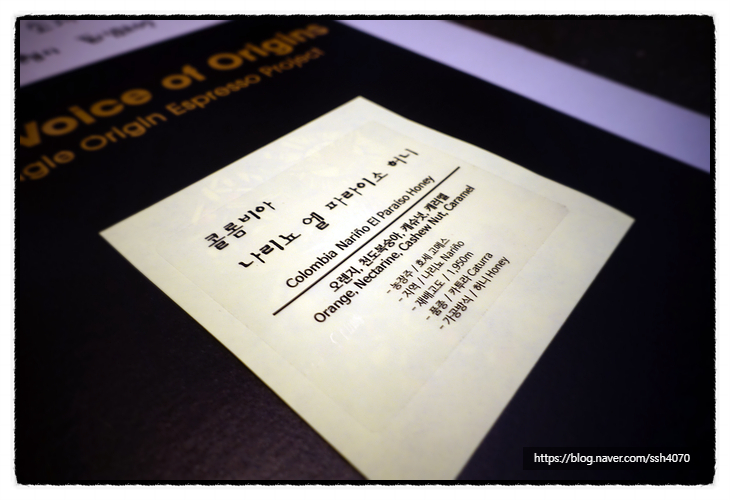 Voice of Origins
gle Origin Espresso Project
콜롬비아
나리뇨 엘 파라이소 허니
Colombia Nariño El Paraiso Honey
오렌지, 천도복숭아, 캐슈넛, 캐러멜
Orange, Nectarine, Cashew Nut, Caramel
- 농장주 / 호세 고메스
- 지역 / 나리뇨 Nariño
- 재배고도 / 1,950m
- 품종 / 카투라 Caturra
- 가공방식 / 허니 Honey
https://blog.naver.com/ssh4070